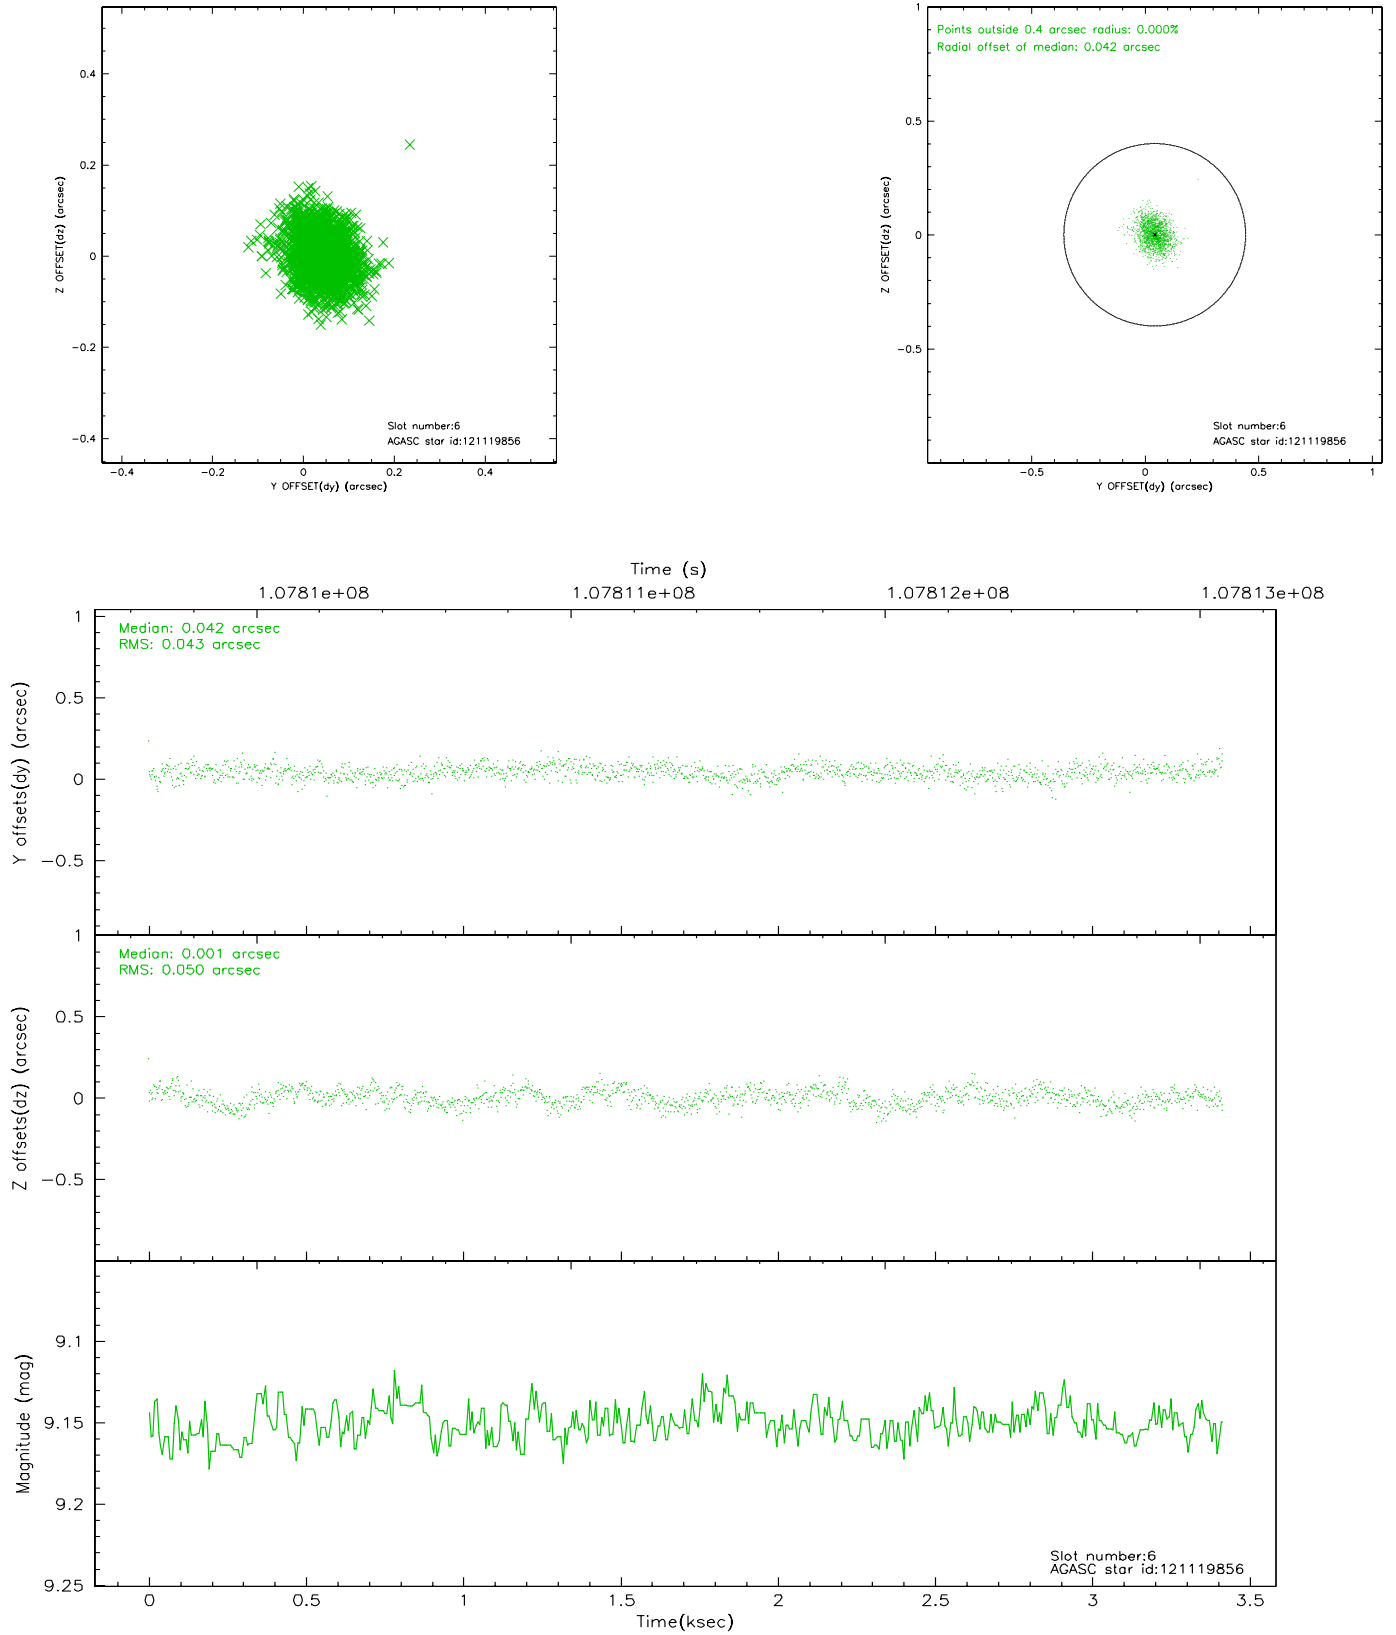 0.4
0.2
0
−0.2
−0.4
Z OFFSET(dz) (arcsec)
Slot number:6
AGASC star id:121119856
−0.4 −0.2 0 0.2 0.4
Y OFFSET(dy) (arcsec)
1
0.5
0
−0.5
Z OFFSET(dz) (arcsec)
Points outside 0.4 arcsec radius: 0.000%
Radial offset of median: 0.042 arcsec
Slot number:6
AGASC star id:121119856
−0.5 0 0.5 1
Y OFFSET(dy) (arcsec)
Time (s)
1.0781e+08 1.07811e+08 1.07812e+08 1.07813e+08
1
0.5
0
−0.5
Y offsets(dy) (arcsec)
Median: 0.042 arcsec
RMS: 0.043 arcsec
1
0.5
0
−0.5
Z offsets(dz) (arcsec)
Median: 0.001 arcsec
RMS: 0.050 arcsec
9.1
9.15
9.2
9.25
Magnitude (mag)
Slot number:6
AGASC star id:121119856
0 0.5 1 1.5 2 2.5 3 3.5
Time(ksec)